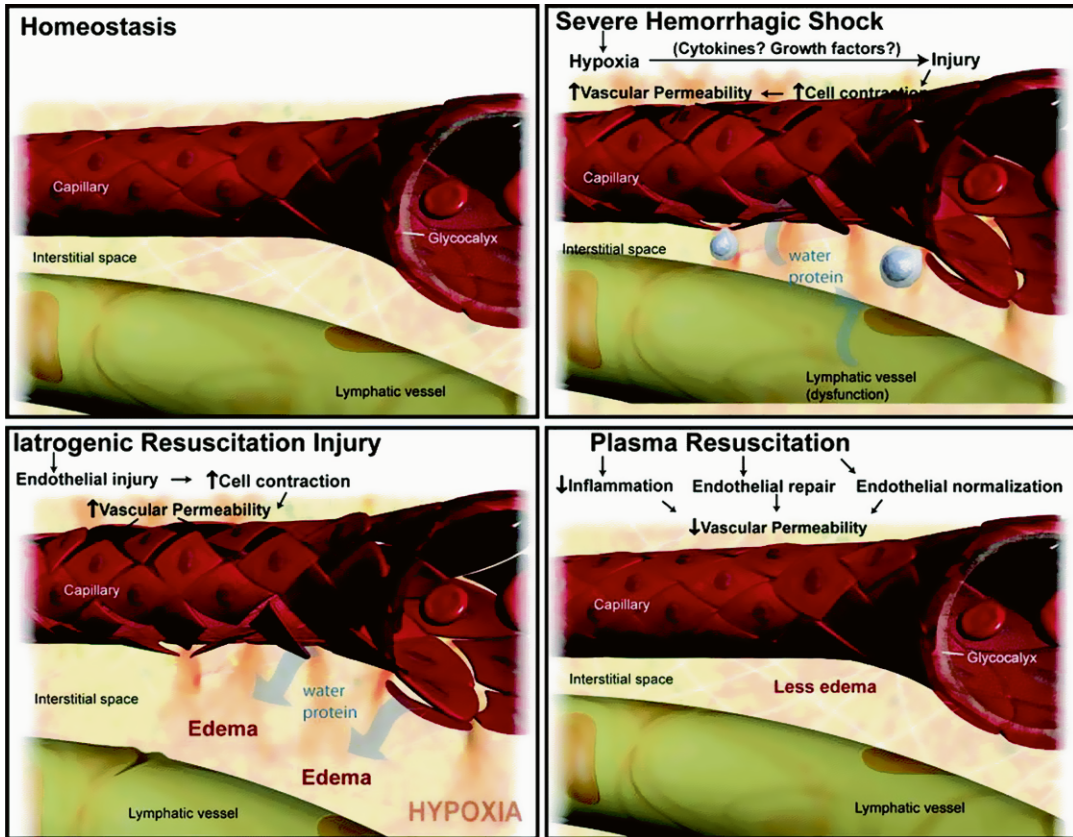 Homeostasis
Capillary
Glycocalyx
Interstitial space
Lymphatic vessel
Severe Hemorrhagic Shock
(Cytokines? Growth factors?)
Hypoxia
Injury
↑Vascular Permeability ← ↑Cell contraction
Capillary
Interstitial space
water
protein
Lymphatic vessel
(dysfunction)
Iatrogenic Resuscitation Injury
Endothelial injury → ↑Cell contraction
↑Vascular Permeability
Capillary
Interstitial space
water
protein
Edema
Edema
Lymphatic vessel
HYPOXIA
Plasma Resuscitation
↓Inflammation Endothelial repair Endothelial normalization
↓Vascular Permeability
Capillary
Glycocalyx
Interstitial space
Less edema
Lymphatic vessel